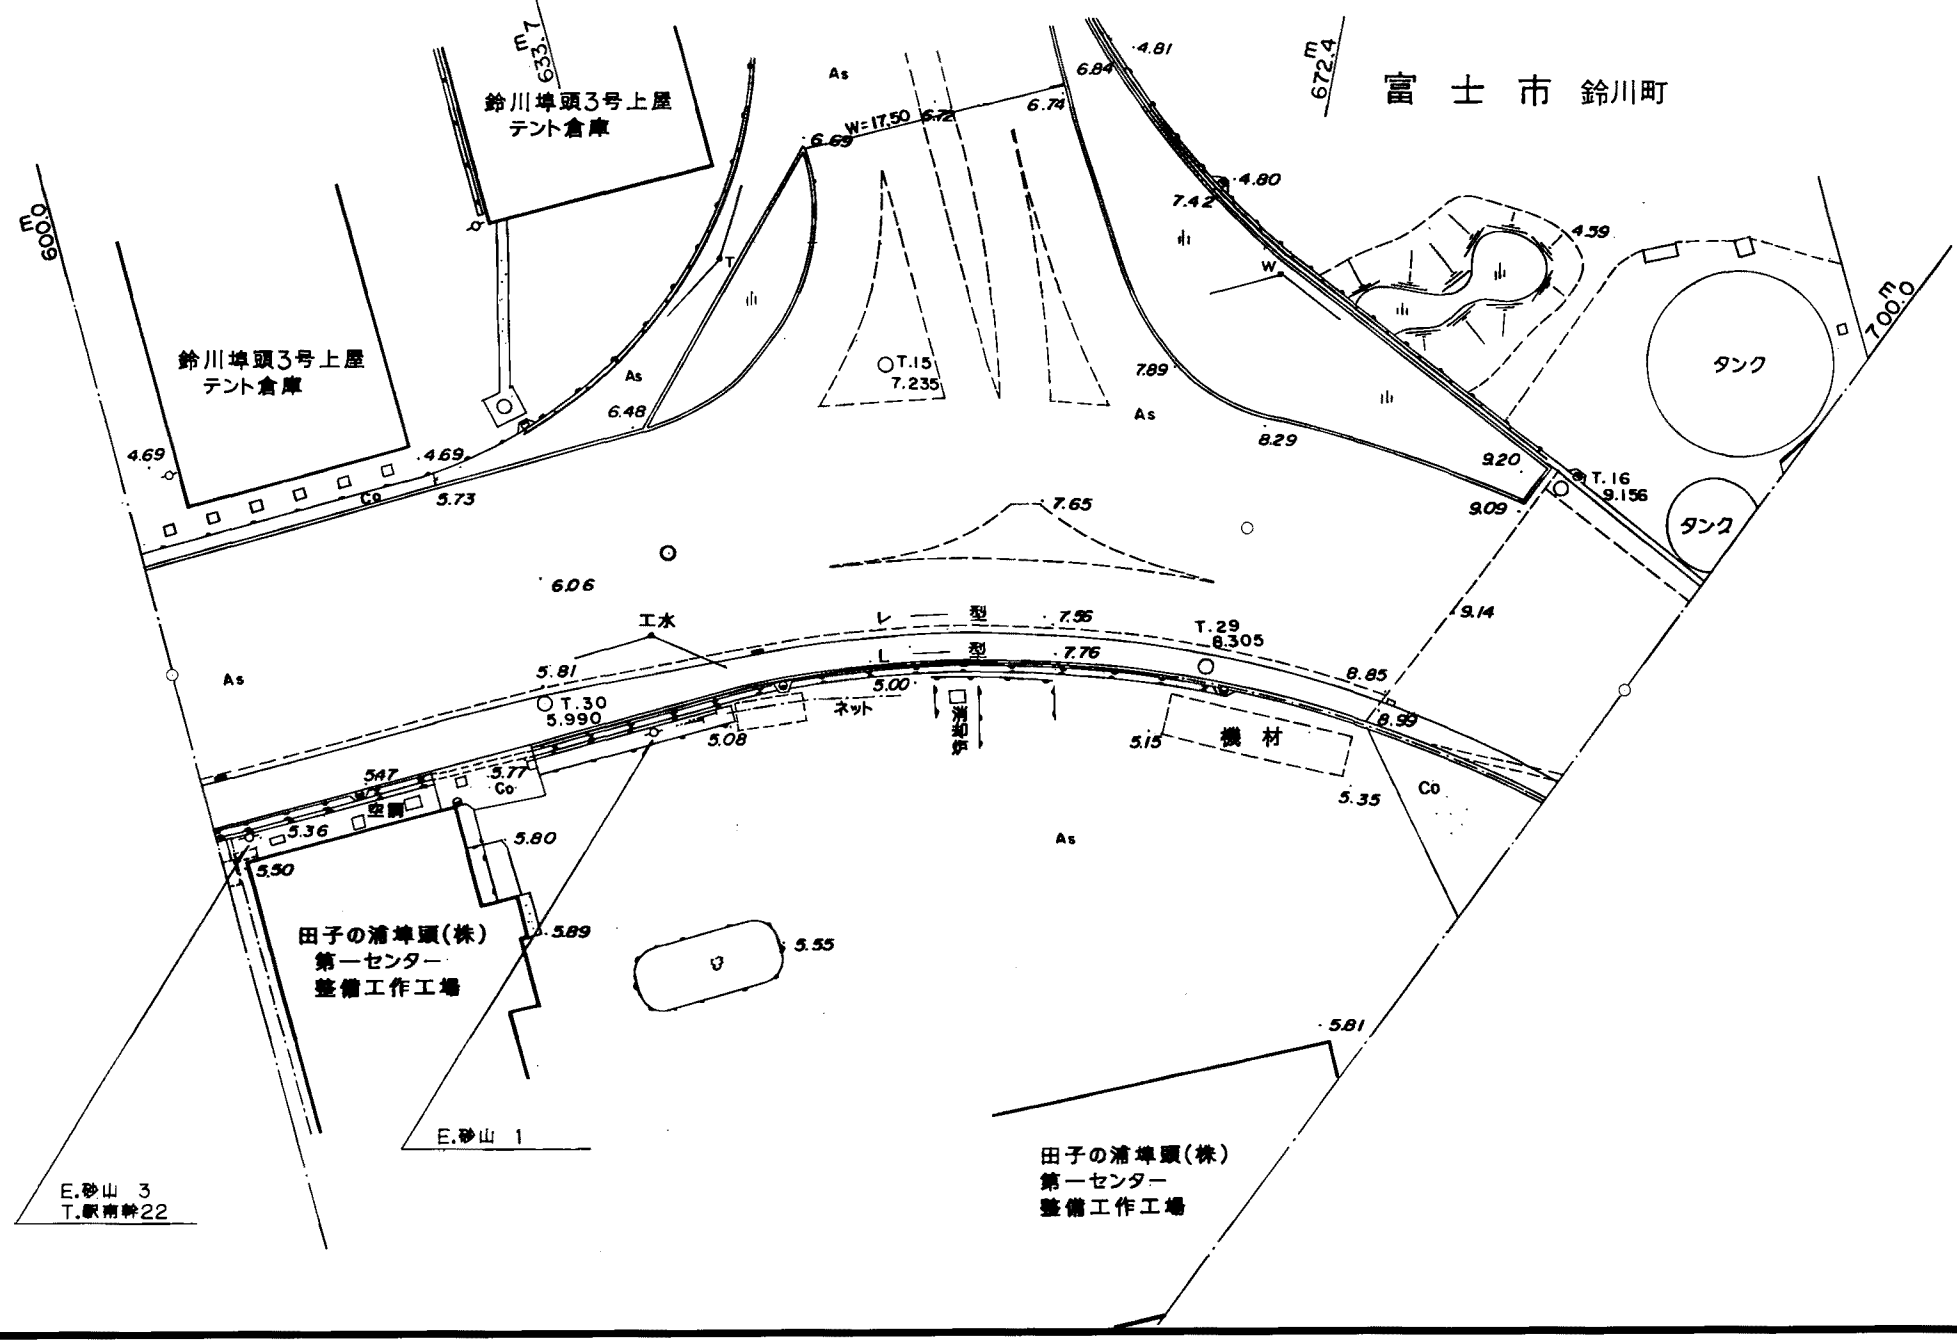 633.7m
672.4m
富士市 鈴川町
鈴川埠頭3号上屋
テント倉庫
As
4.81
6.84
6.74
W=17.50
6.72
6.69
4.80
7.42
600.0m
4.59
T
W
700.0m
鈴川埠頭3号上屋
テント倉庫
As
T.15
7.235
7.89
タンク
As
6.48
8.29
4.69
4.69
Co
5.73
9.20
T.16
9.156
9.09
7.65
タンク
6.06
工水
レ 型
7.56
9.14
T.29
8.305
L 型
7.76
As
5.81
5.00
8.85
T.30
5.990
ネット
8.99
5.08
消却炉
5.15
機材
5.47
5.77
Co
空調
5.36
5.35
Co
5.80
As
5.50
田子の浦埠頭(株)
第一センター
整備工作工場
5.89
5.55
5.81
E.砂山 1
田子の浦埠頭(株)
第一センター
整備工作工場
E.砂山 3
T.駅南幹22